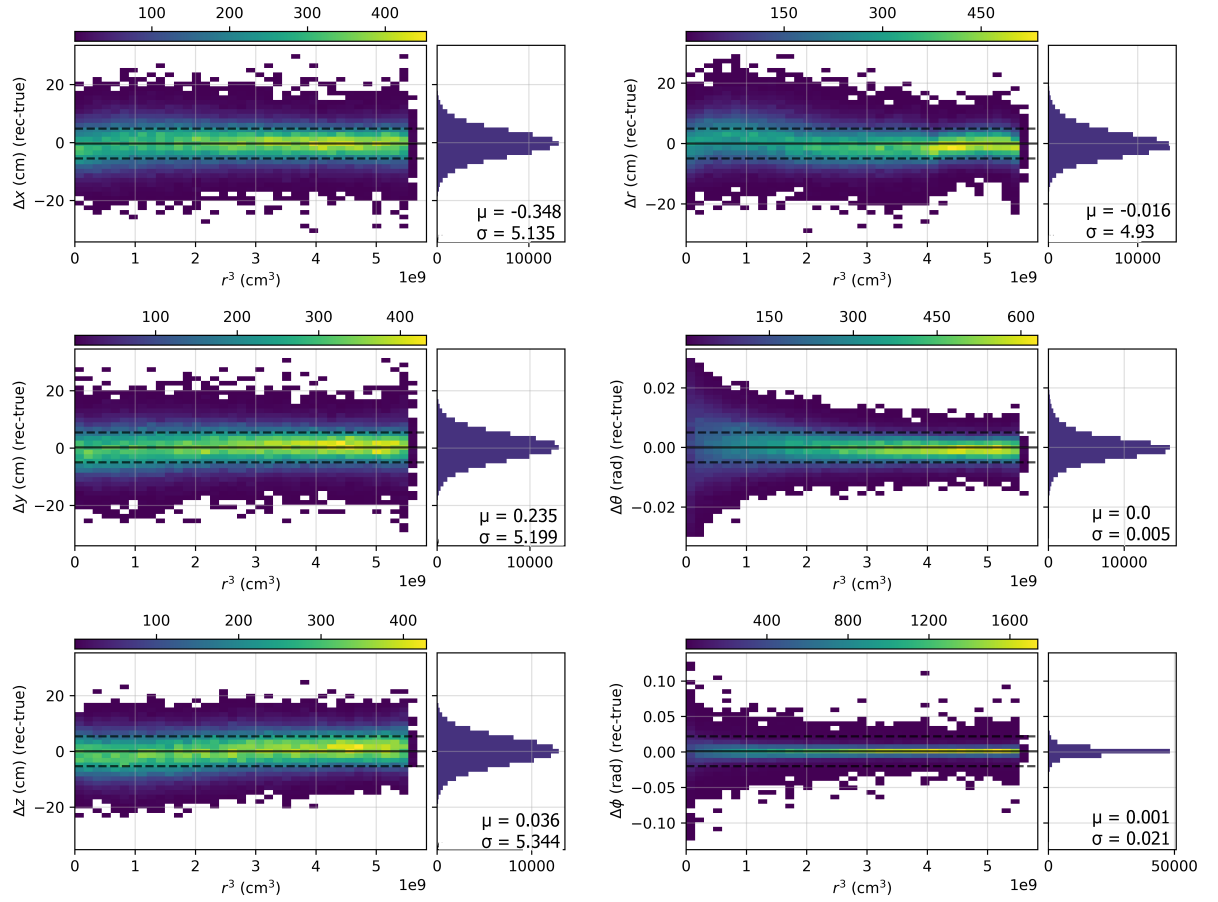 100 200 300 400
Δx (cm) (rec-true)
20
0
−20
μ = -0.348
σ = 5.135
0 1 2 3 4 5
1e9
r³ (cm³)
0 10000
150 300 450
Δr (cm) (rec-true)
20
0
−20
μ = -0.016
σ = 4.93
0 1 2 3 4 5
1e9
r³ (cm³)
0 10000
100 200 300 400
Δy (cm) (rec-true)
20
0
−20
μ = 0.235
σ = 5.199
0 1 2 3 4 5
1e9
r³ (cm³)
0 10000
150 300 450 600
Δθ (rad) (rec-true)
0.02
0.00
−0.02
μ = 0.0
σ = 0.005
0 1 2 3 4 5
1e9
r³ (cm³)
0 10000
100 200 300 400
Δz (cm) (rec-true)
20
0
−20
μ = 0.036
σ = 5.344
0 1 2 3 4 5
1e9
r³ (cm³)
0 10000
400 800 1200 1600
Δϕ (rad) (rec-true)
0.10
0.05
0.00
−0.05
−0.10
μ = 0.001
σ = 0.021
0 1 2 3 4 5
1e9
r³ (cm³)
0 50000